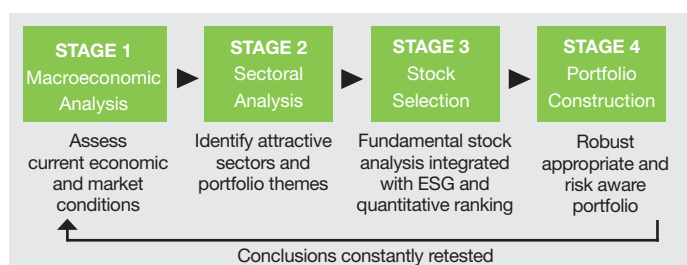 STAGE 1
Macroeconomic
Analysis
Assess
current economic
and market
conditions
STAGE 2
Sectoral
Analysis
Identify attractive
sectors and
portfolio themes
STAGE 3
Stock
Selection
Fundamental stock
analysis integrated
with ESG and
quantitative ranking
STAGE 4
Portfolio
Construction
Robust
appropriate and
risk aware
portfolio
Conclusions constantly retested